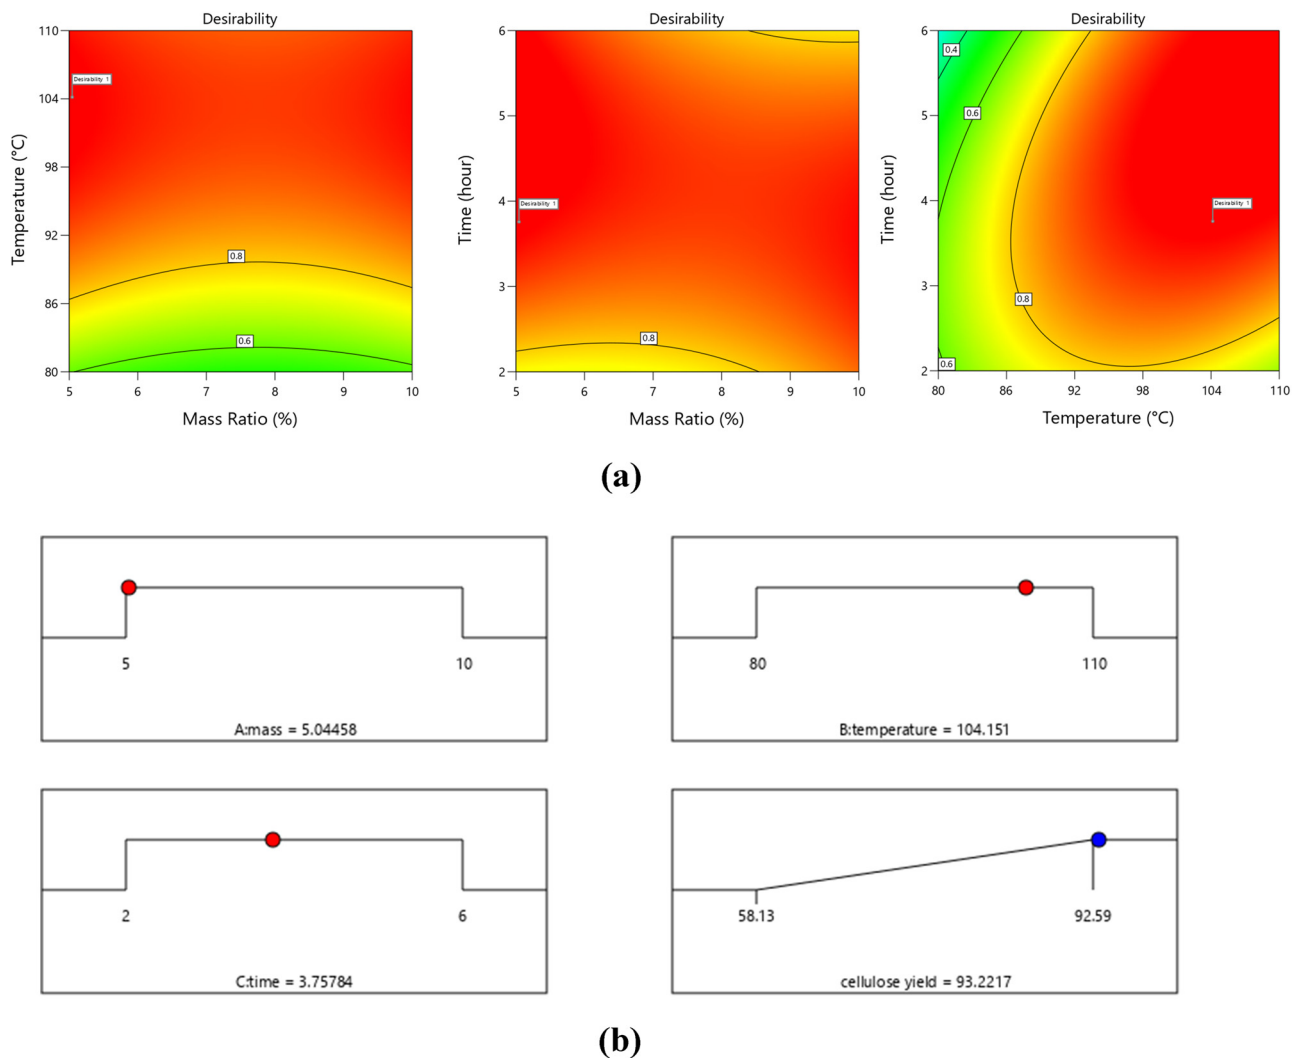 Desirability
110
104
98
92
86
80
Temperature (°C)
Desirability 1
0.8
0.6
5
6
7
8
9
10
Mass Ratio (%)
Desirability
6
5
4
3
2
Time (hour)
Desirability 1
0.8
5
6
7
8
9
10
Mass Ratio (%)
Desirability
6
5
4
3
2
Time (hour)
0.4
0.6
Desirability 1
0.8
0.6
80
86
92
98
104
110
Temperature (°C)
(a)
5
10
A:mass = 5.04458
80
110
B:temperature = 104.151
2
6
C:time = 3.75784
58.13
92.59
cellulose yield = 93.2217
(b)